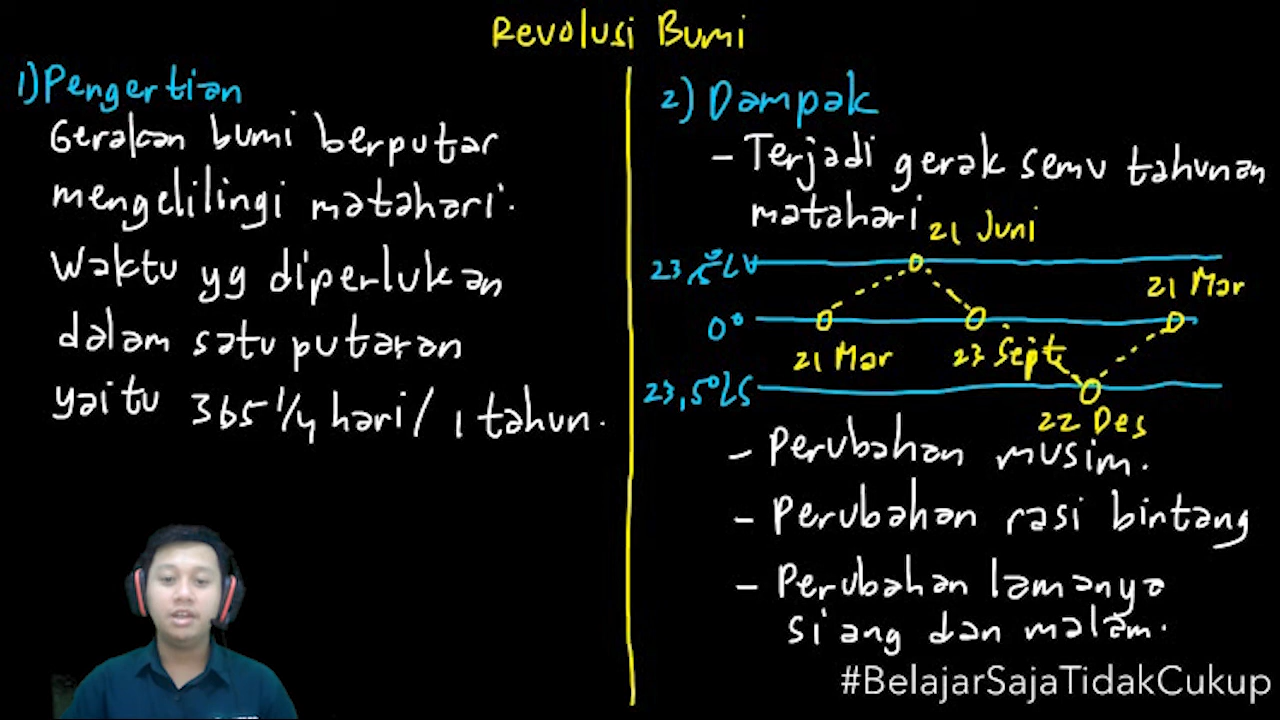 Revolusi Bumi
1) Pengertian
Gerakan bumi berputar
mengelilingi matahari.
Waktu yg diperlukan
dalam satu putaran
yaitu 365 1/4 hari / 1 tahun.
2) Dampak
- Terjadi gerak semu tahunan
matahari
21 Juni
23,5° LU
21 Mar
0°
21 Mar
23 Sept
23,5° LS
22 Des
- Perubahan musim.
- Perubahan rasi bintang
- Perubahan lamanya
siang dan malam.
#BelajarSajaTidakCukup